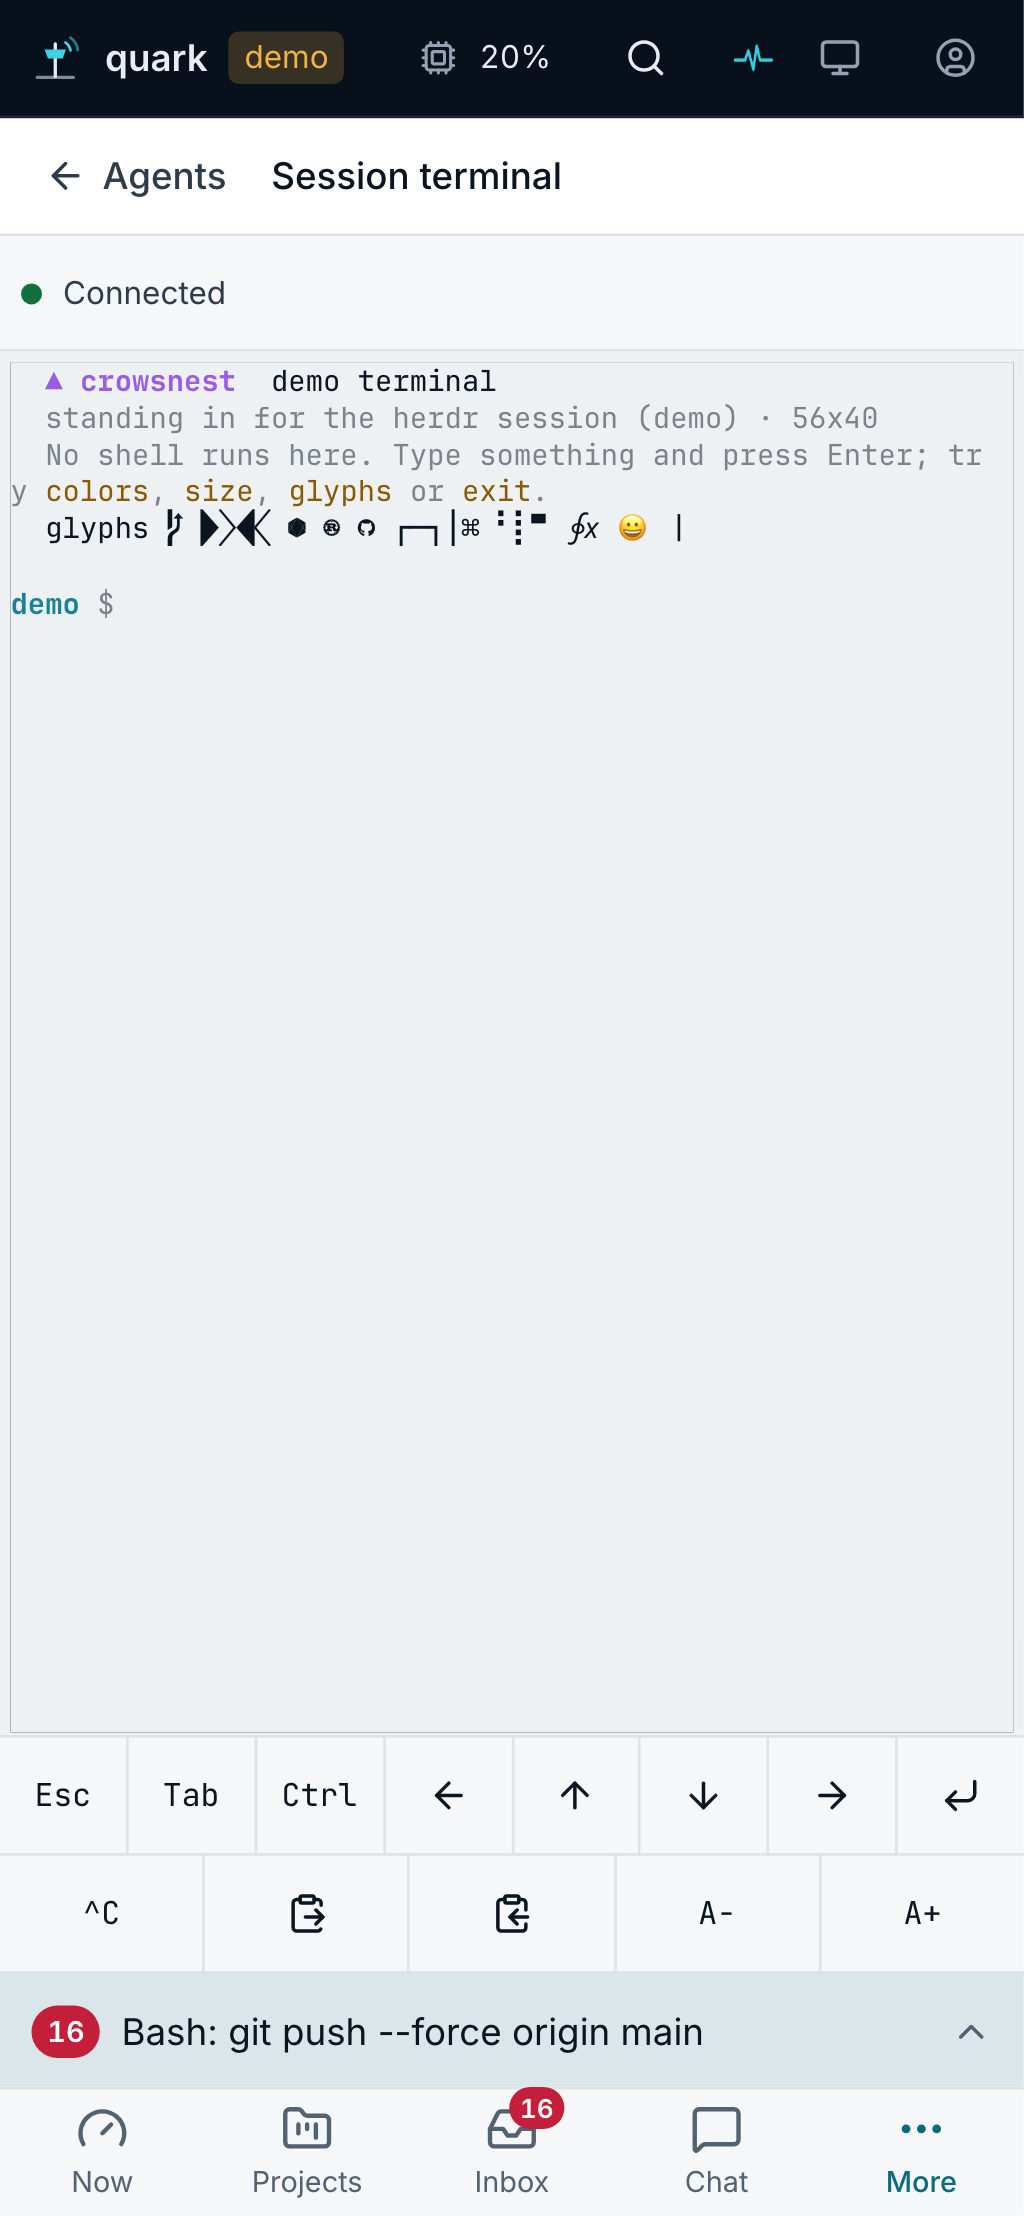 quark demo 20%
Agents Session terminal
Connected
▲ crowsnest demo terminal
standing in for the herdr session (demo) · 56x40
No shell runs here. Type something and press Enter; tr
y colors, size, glyphs or exit.
glyphs ⌘ ∮x 😀 |
demo $
Esc Tab Ctrl ← ↑ ↓ → ↵
^C A- A+
16 Bash: git push --force origin main
16
Now Projects Inbox Chat More